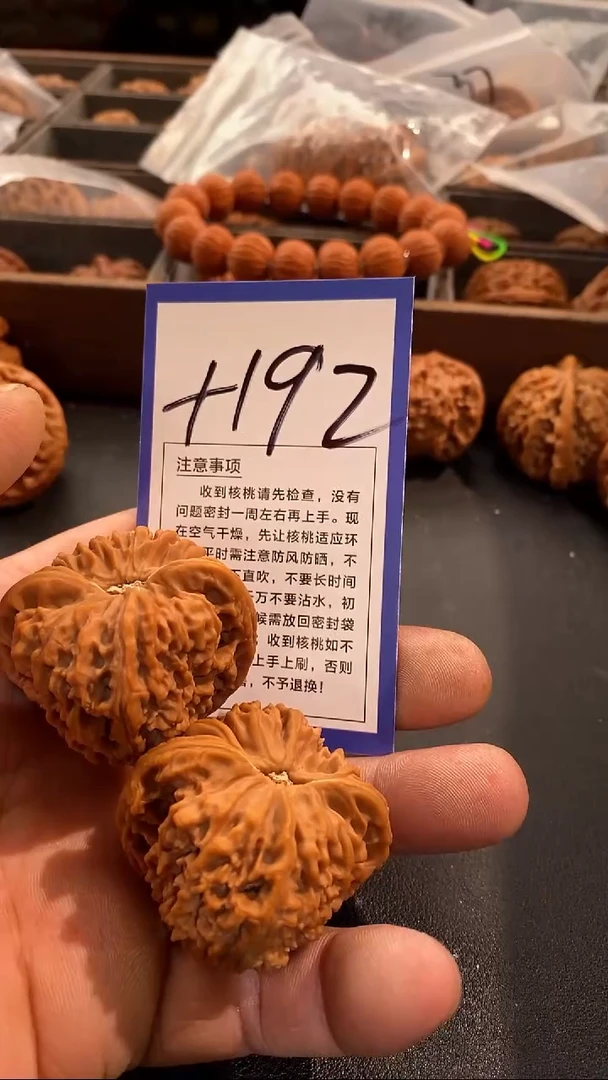 +192
注意事项
收到核桃请先检查，没有
问题密封一周左右再上手。现
在空气干燥，先让核桃适应环
平时需注意防风防晒，不
直吹，不要长时间
万不要沾水，初
候需放回密封袋
收到核桃如不
上手上刷，否则
，不予退换！